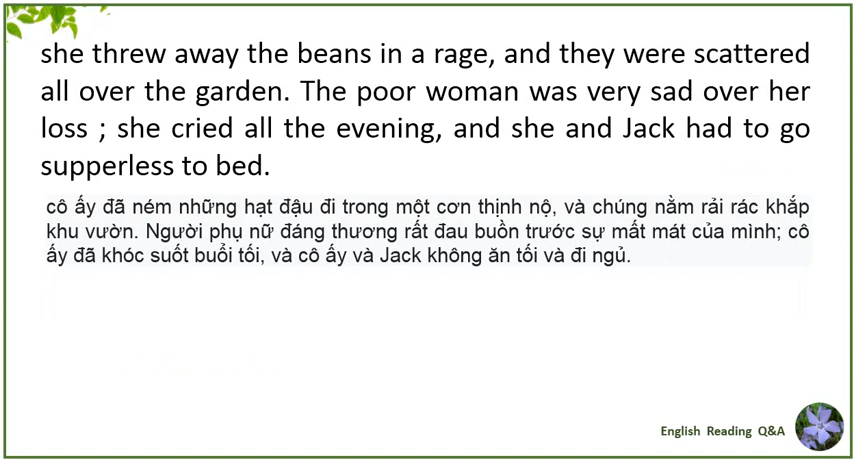 she threw away the beans in a rage, and they were scattered
all over the garden. The poor woman was very sad over her
loss ; she cried all the evening, and she and Jack had to go
supperless to bed.
cô ấy đã ném những hạt đậu đi trong một cơn thịnh nộ, và chúng nằm rải rác khắp
khu vườn. Người phụ nữ đáng thương rất đau buồn trước sự mất mát của mình; cô
ấy đã khóc suốt buổi tối, và cô ấy và Jack không ăn tối và đi ngủ.
English Reading Q&A